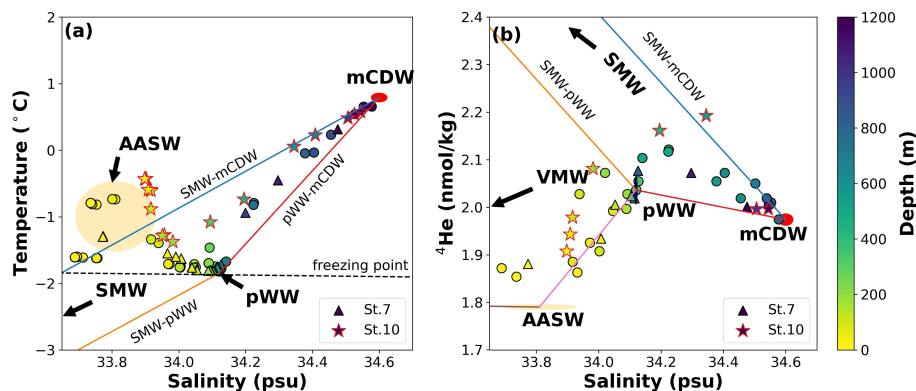 (a)
mCDW
AASW
SMW-mCDW
pWW-mCDW
freezing point
SMW
pWW
SMW-pWW
St.7
St.10
2
1
0
−1
−2
−3
33.8
34.0
34.2
34.4
34.6
Temperature (°C)
Salinity (psu)
(b)
SMW
SMW-mCDW
SMW-pWW
VMW
pWW
mCDW
AASW
St.7
St.10
2.4
2.3
2.2
2.1
2.0
1.9
1.8
1.7
33.8
34.0
34.2
34.4
34.6
⁴He (nmol/kg)
Salinity (psu)
1200
1000
800
600
400
200
0
Depth (m)